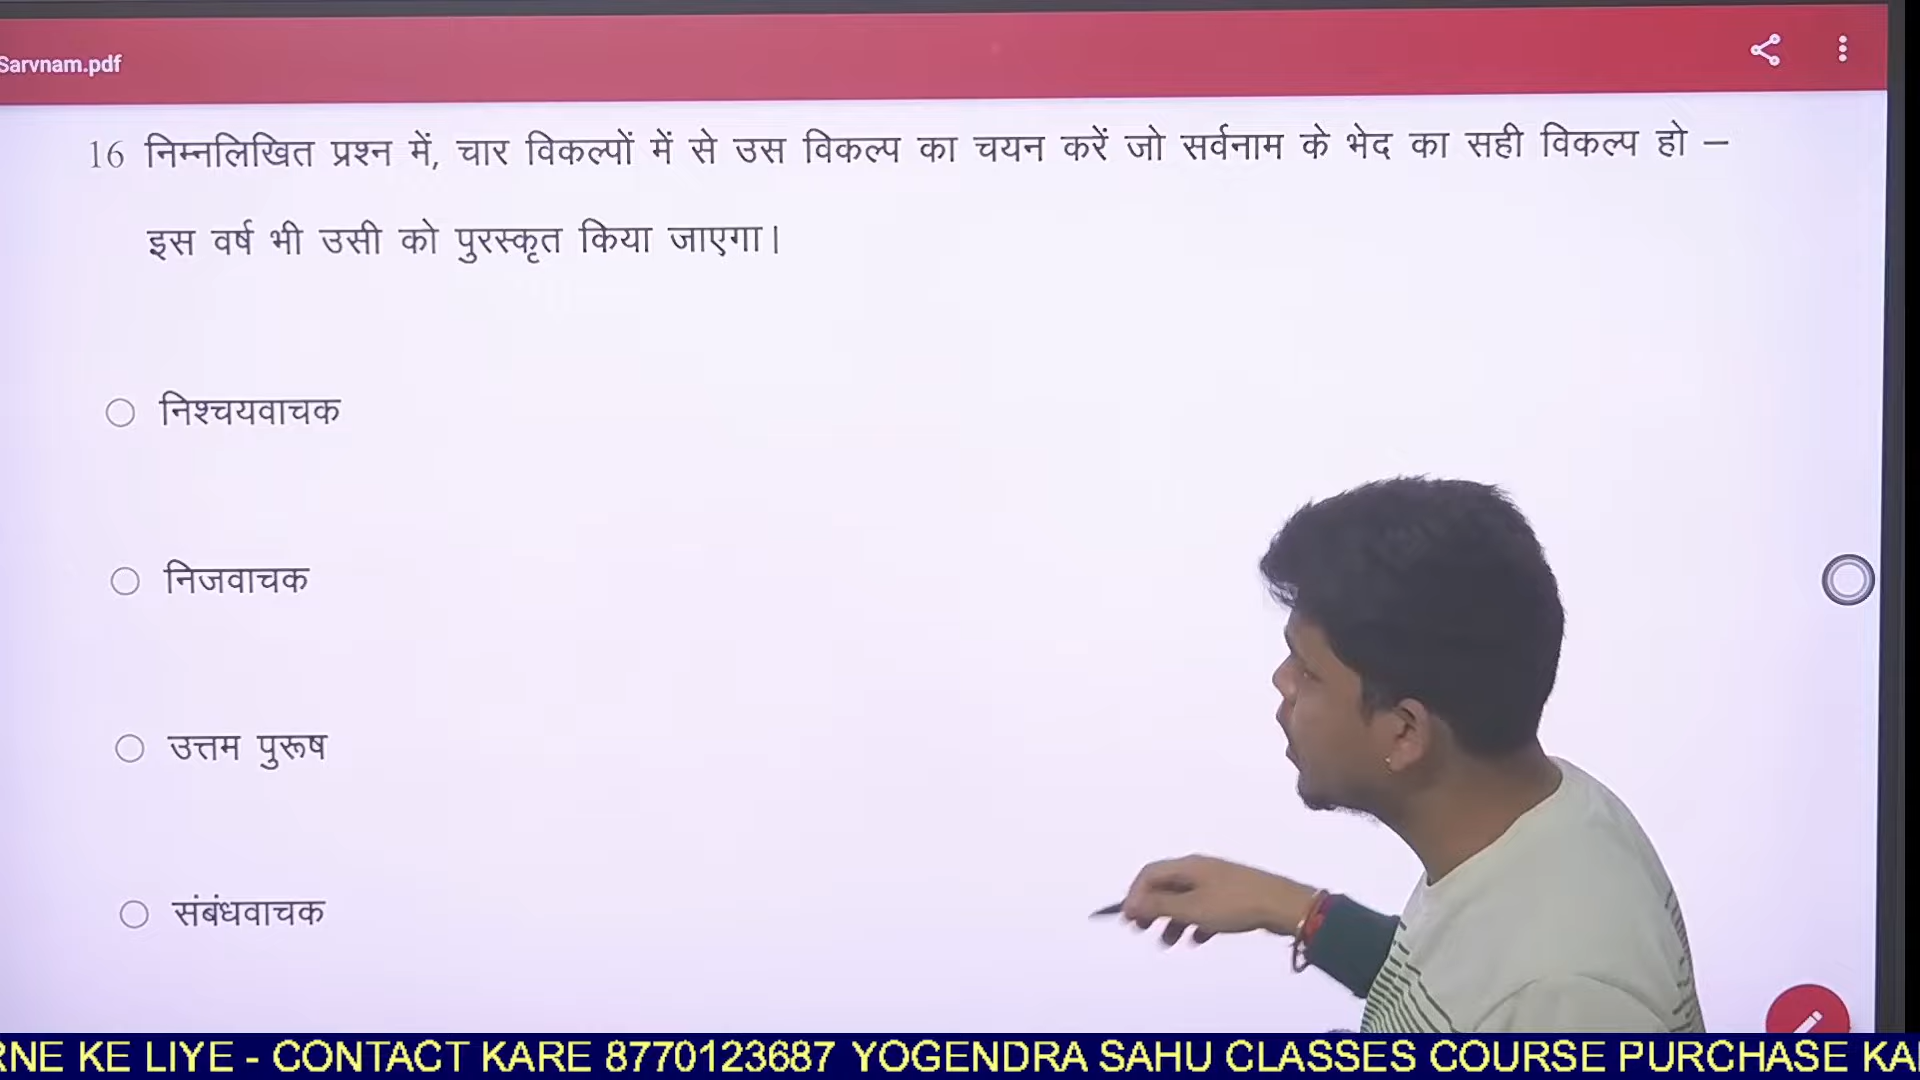 Sarvnam.pdf
16 निम्नलिखित प्रश्न में, चार विकल्पों में से उस विकल्प का चयन करें जो सर्वनाम के भेद का सही विकल्प हो –
इस वर्ष भी उसी को पुरस्कृत किया जाएगा।
निश्चयवाचक
निजवाचक
उत्तम पुरूष
संबंधवाचक
RNE KE LIYE - CONTACT KARE 8770123687 YOGENDRA SAHU CLASSES COURSE PURCHASE KA